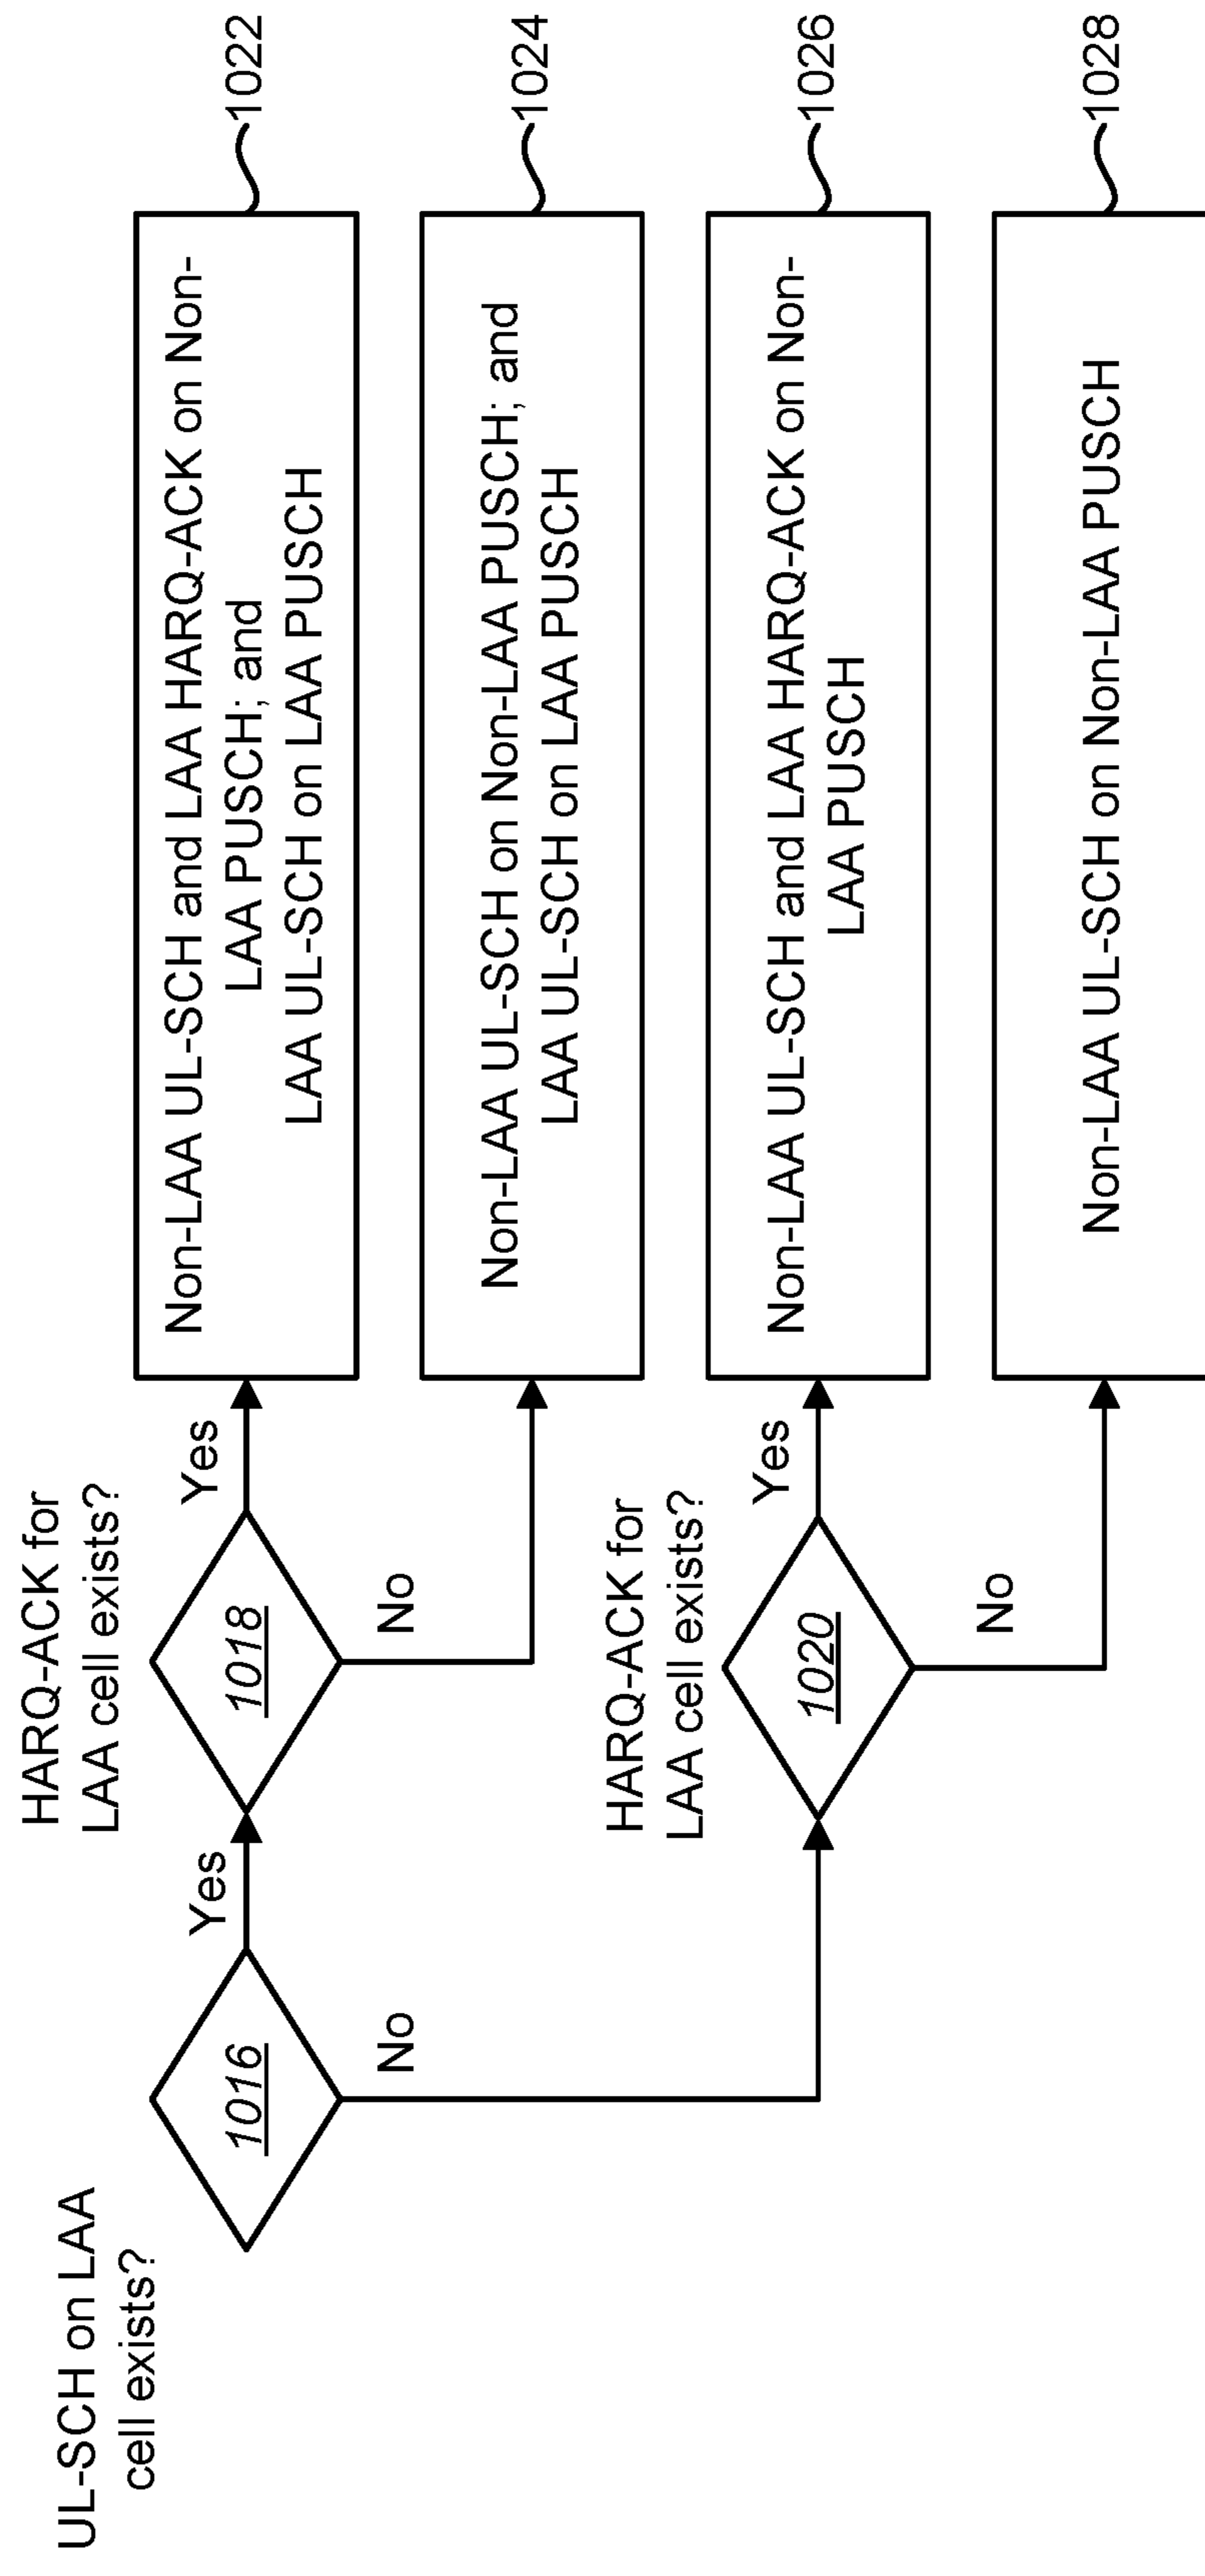 UL-SCH on LAA
cell exists?
1016
Yes
No
HARQ-ACK for
LAA cell exists?
1018
Yes
No
Non-LAA UL-SCH and LAA HARQ-ACK on Non-
LAA PUSCH; and
LAA UL-SCH on LAA PUSCH
1022
Non-LAA UL-SCH on Non-LAA PUSCH; and
LAA UL-SCH on LAA PUSCH
1024
HARQ-ACK for
LAA cell exists?
1020
Yes
No
Non-LAA UL-SCH and LAA HARQ-ACK on Non-
LAA PUSCH
1026
Non-LAA UL-SCH on Non-LAA PUSCH
1028